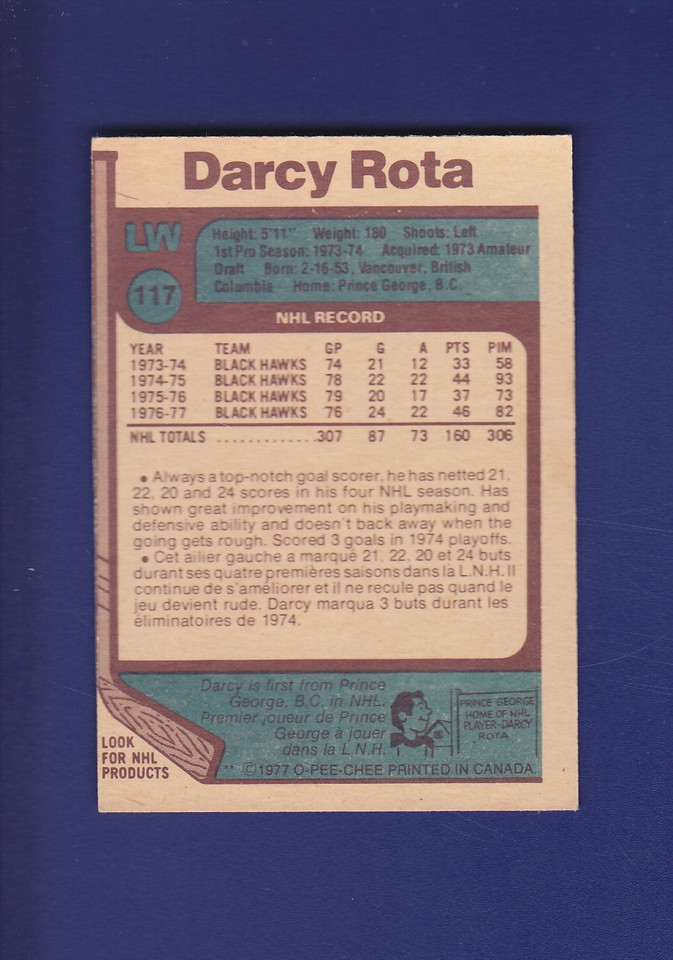 Darcy Rota
LW
117
Height: 5'11" Weight: 180 Shoots: Left
1st Pro Season: 1973-74 Acquired: 1973 Amateur
Draft Born: 2-16-53, Vancouver, British
Columbia Home: Prince George, B.C.
NHL RECORD
YEAR TEAM GP G A PTS PIM
1973-74 BLACK HAWKS 74 21 12 33 58
1974-75 BLACK HAWKS 78 22 22 44 93
1975-76 BLACK HAWKS 79 20 17 37 73
1976-77 BLACK HAWKS 76 24 22 46 82
NHL TOTALS .............307 87 73 160 306
• Always a top-notch goal scorer, he has netted 21,
22, 20 and 24 scores in his four NHL season. Has
shown great improvement on his playmaking and
defensive ability and doesn't back away when the
going gets rough. Scored 3 goals in 1974 playoffs.
• Cet ailier gauche a marqué 21, 22, 20 et 24 buts
durant ses quatre premières saisons dans la L.N.H. Il
continue de s'améliorer et il ne recule pas quand le
jeu devient rude. Darcy marqua 3 buts durant les
éliminatoires de 1974.
Darcy is first from Prince
George, B.C. in NHL.
Premier joueur de Prince
George à jouer
dans la L.N.H.
PRINCE GEORGE
HOME OF NHL
PLAYER-DARCY
ROTA
LOOK
FOR NHL
PRODUCTS
** ©1977 O-PEE-CHEE PRINTED IN CANADA.